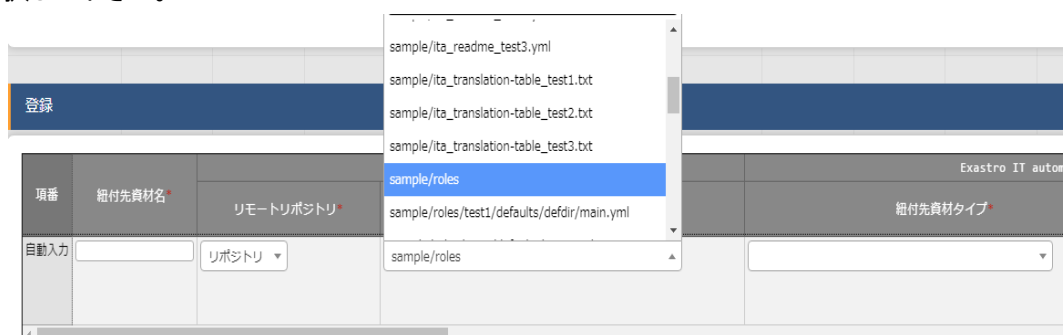 sample/ita_readme_test3.yml
sample/ita_translation-table_test1.txt
sample/ita_translation-table_test2.txt
sample/ita_translation-table_test3.txt
sample/roles
sample/roles/test1/defaults/defdir/main.yml
登録
Exastro IT autom
項番
紐付先資材名*
リモートリポジトリ*
紐付先資材タイプ*
自動入力
リポジトリ
sample/roles